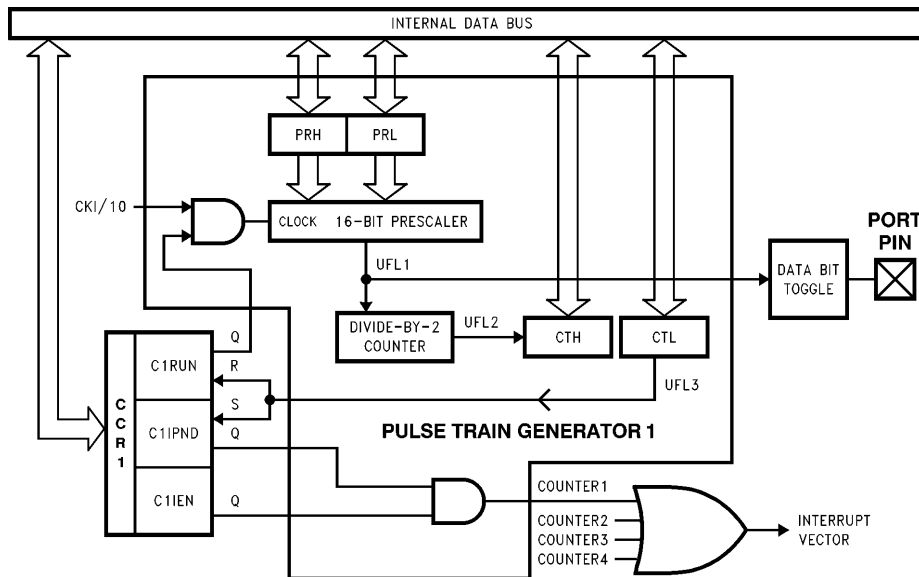 INTERNAL DATA BUS
PRH
PRL
CKI/10
CLOCK 16-BIT PRESCALER
UFL1
PORT
PIN
DATA BIT
TOGGLE
DIVIDE-BY-2
COUNTER
UFL2
CTH
CTL
UFL3
CCR1
C1RUN
Q
R
C1IPND
S
Q
C1IEN
Q
PULSE TRAIN GENERATOR 1
COUNTER1
COUNTER2
COUNTER3
COUNTER4
INTERRUPT
VECTOR